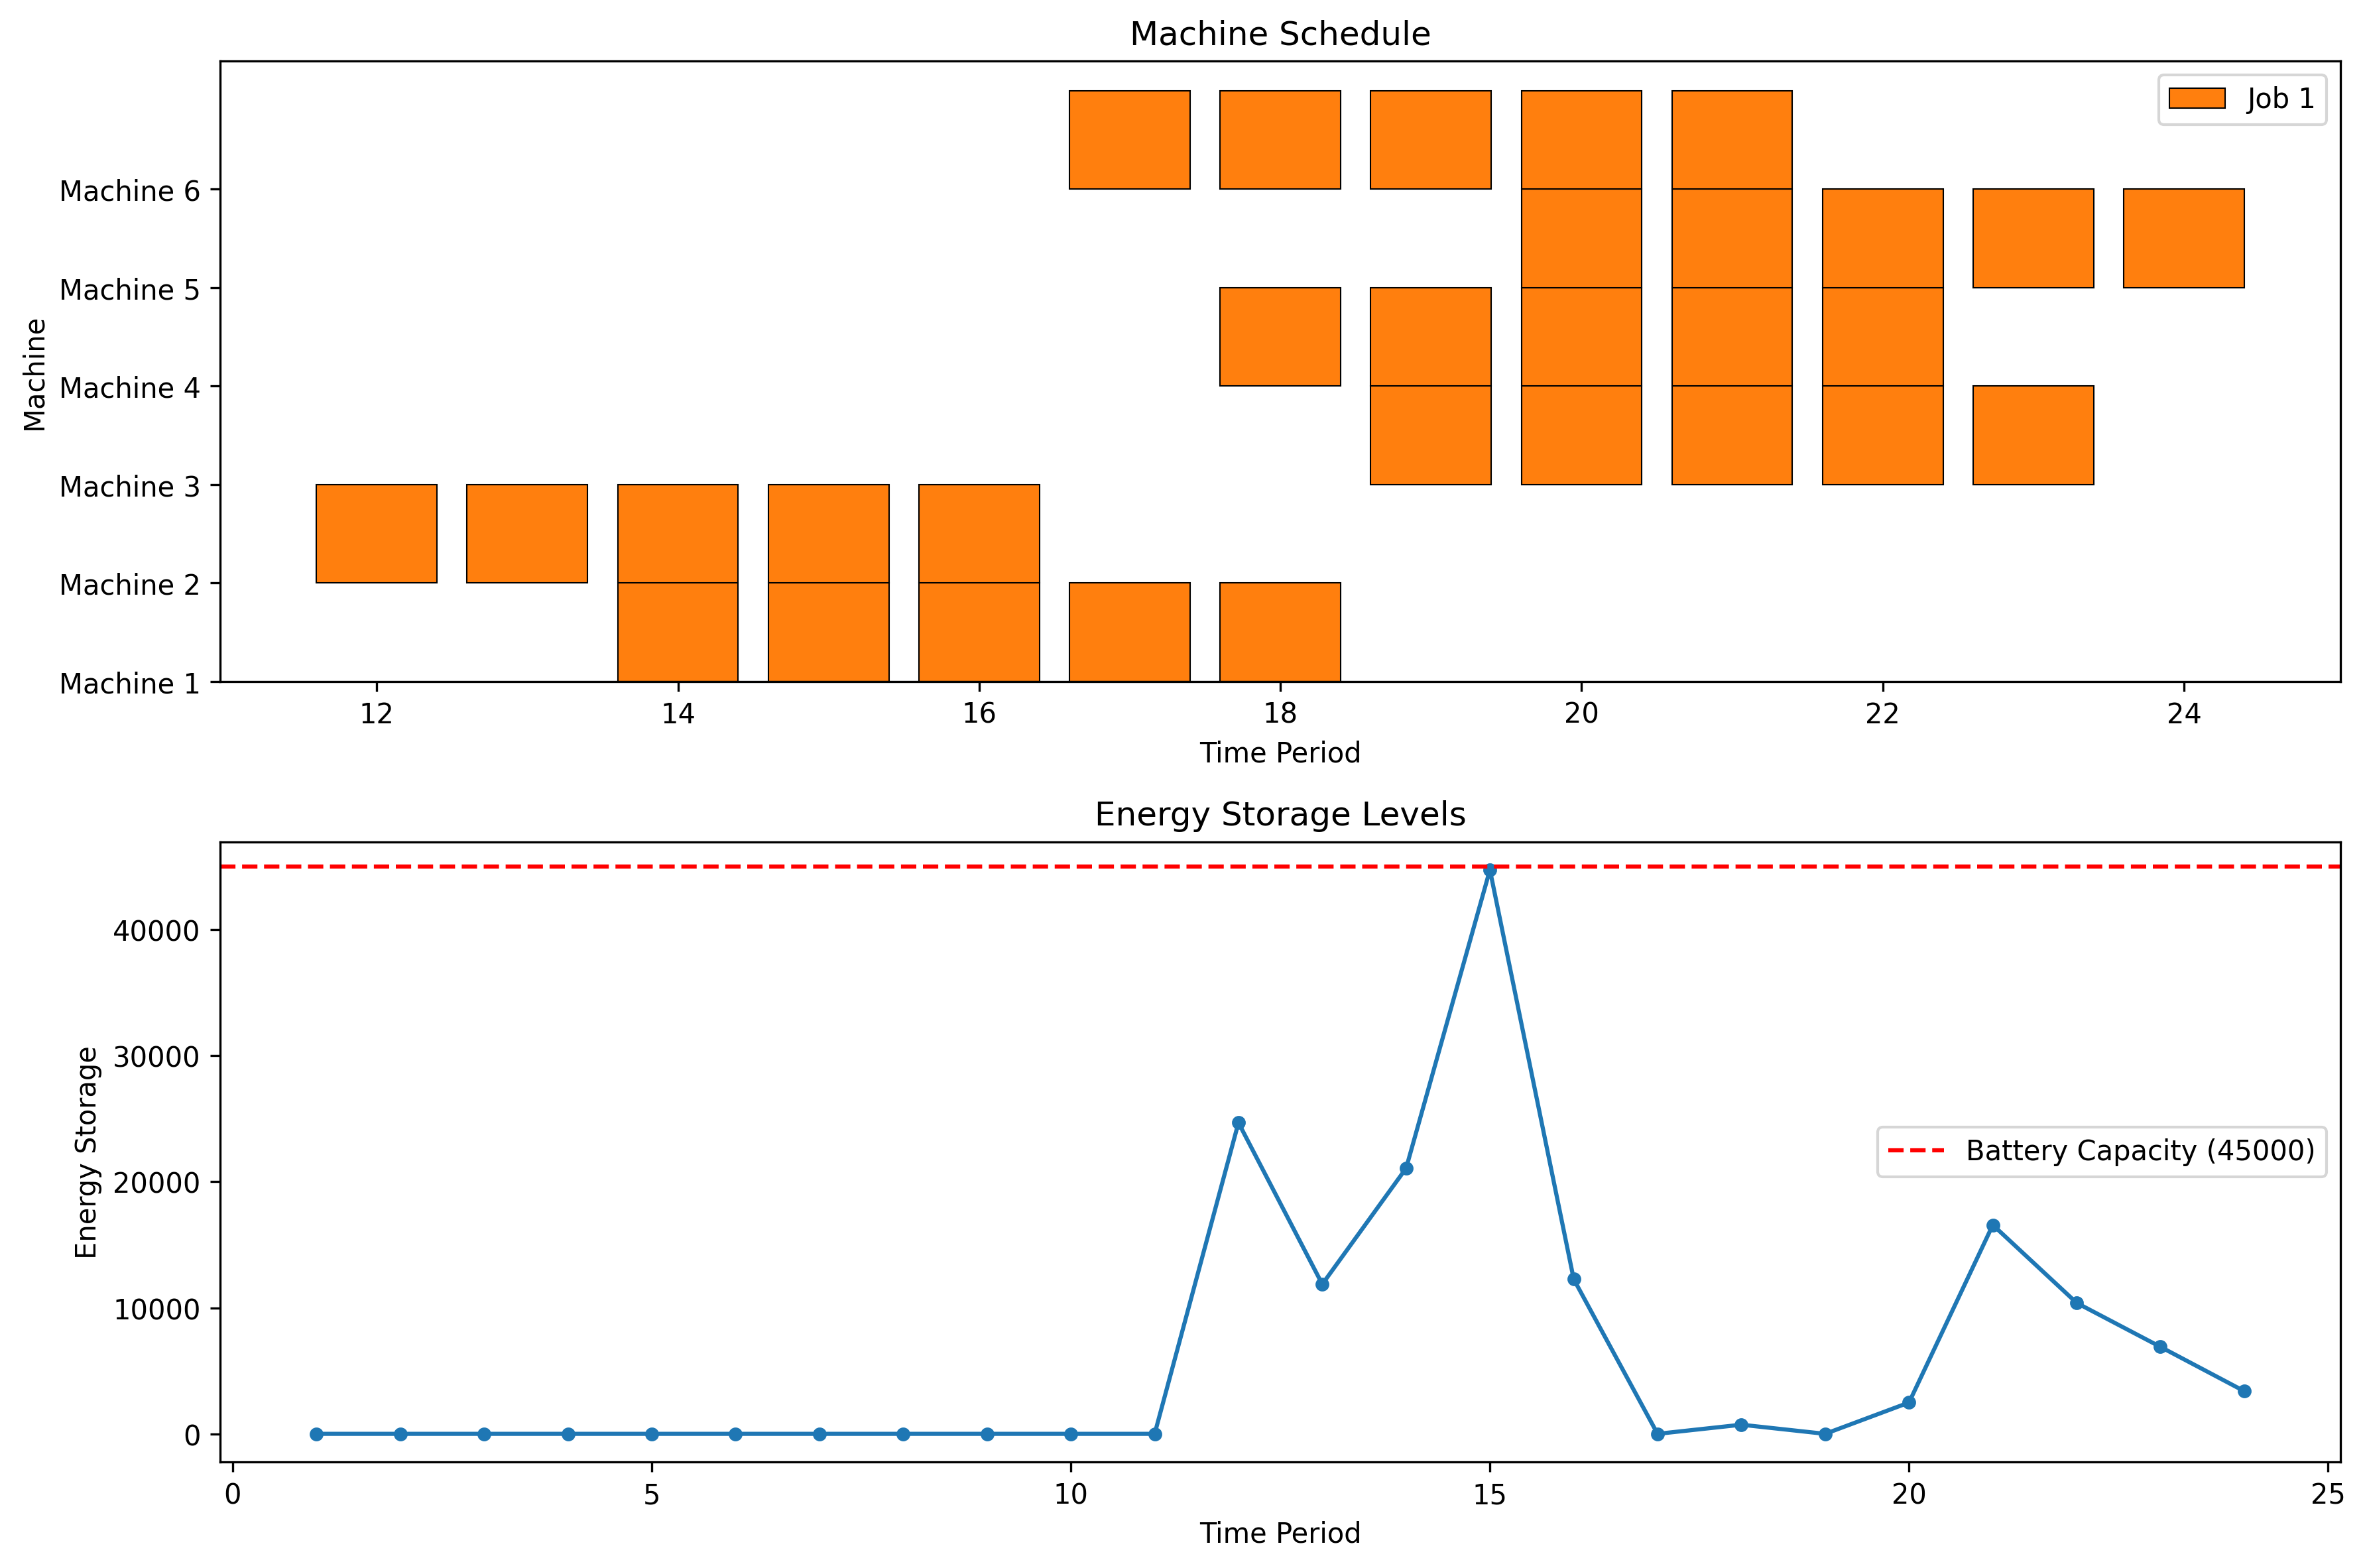 Machine Schedule
Job 1
Machine 6
Machine 5
Machine 4
Machine 3
Machine 2
Machine 1
Machine
12 14 16 18 20 22 24
Time Period
Energy Storage Levels
40000
30000
20000
10000
0
Energy Storage
Battery Capacity (45000)
0 5 10 15 20 25
Time Period